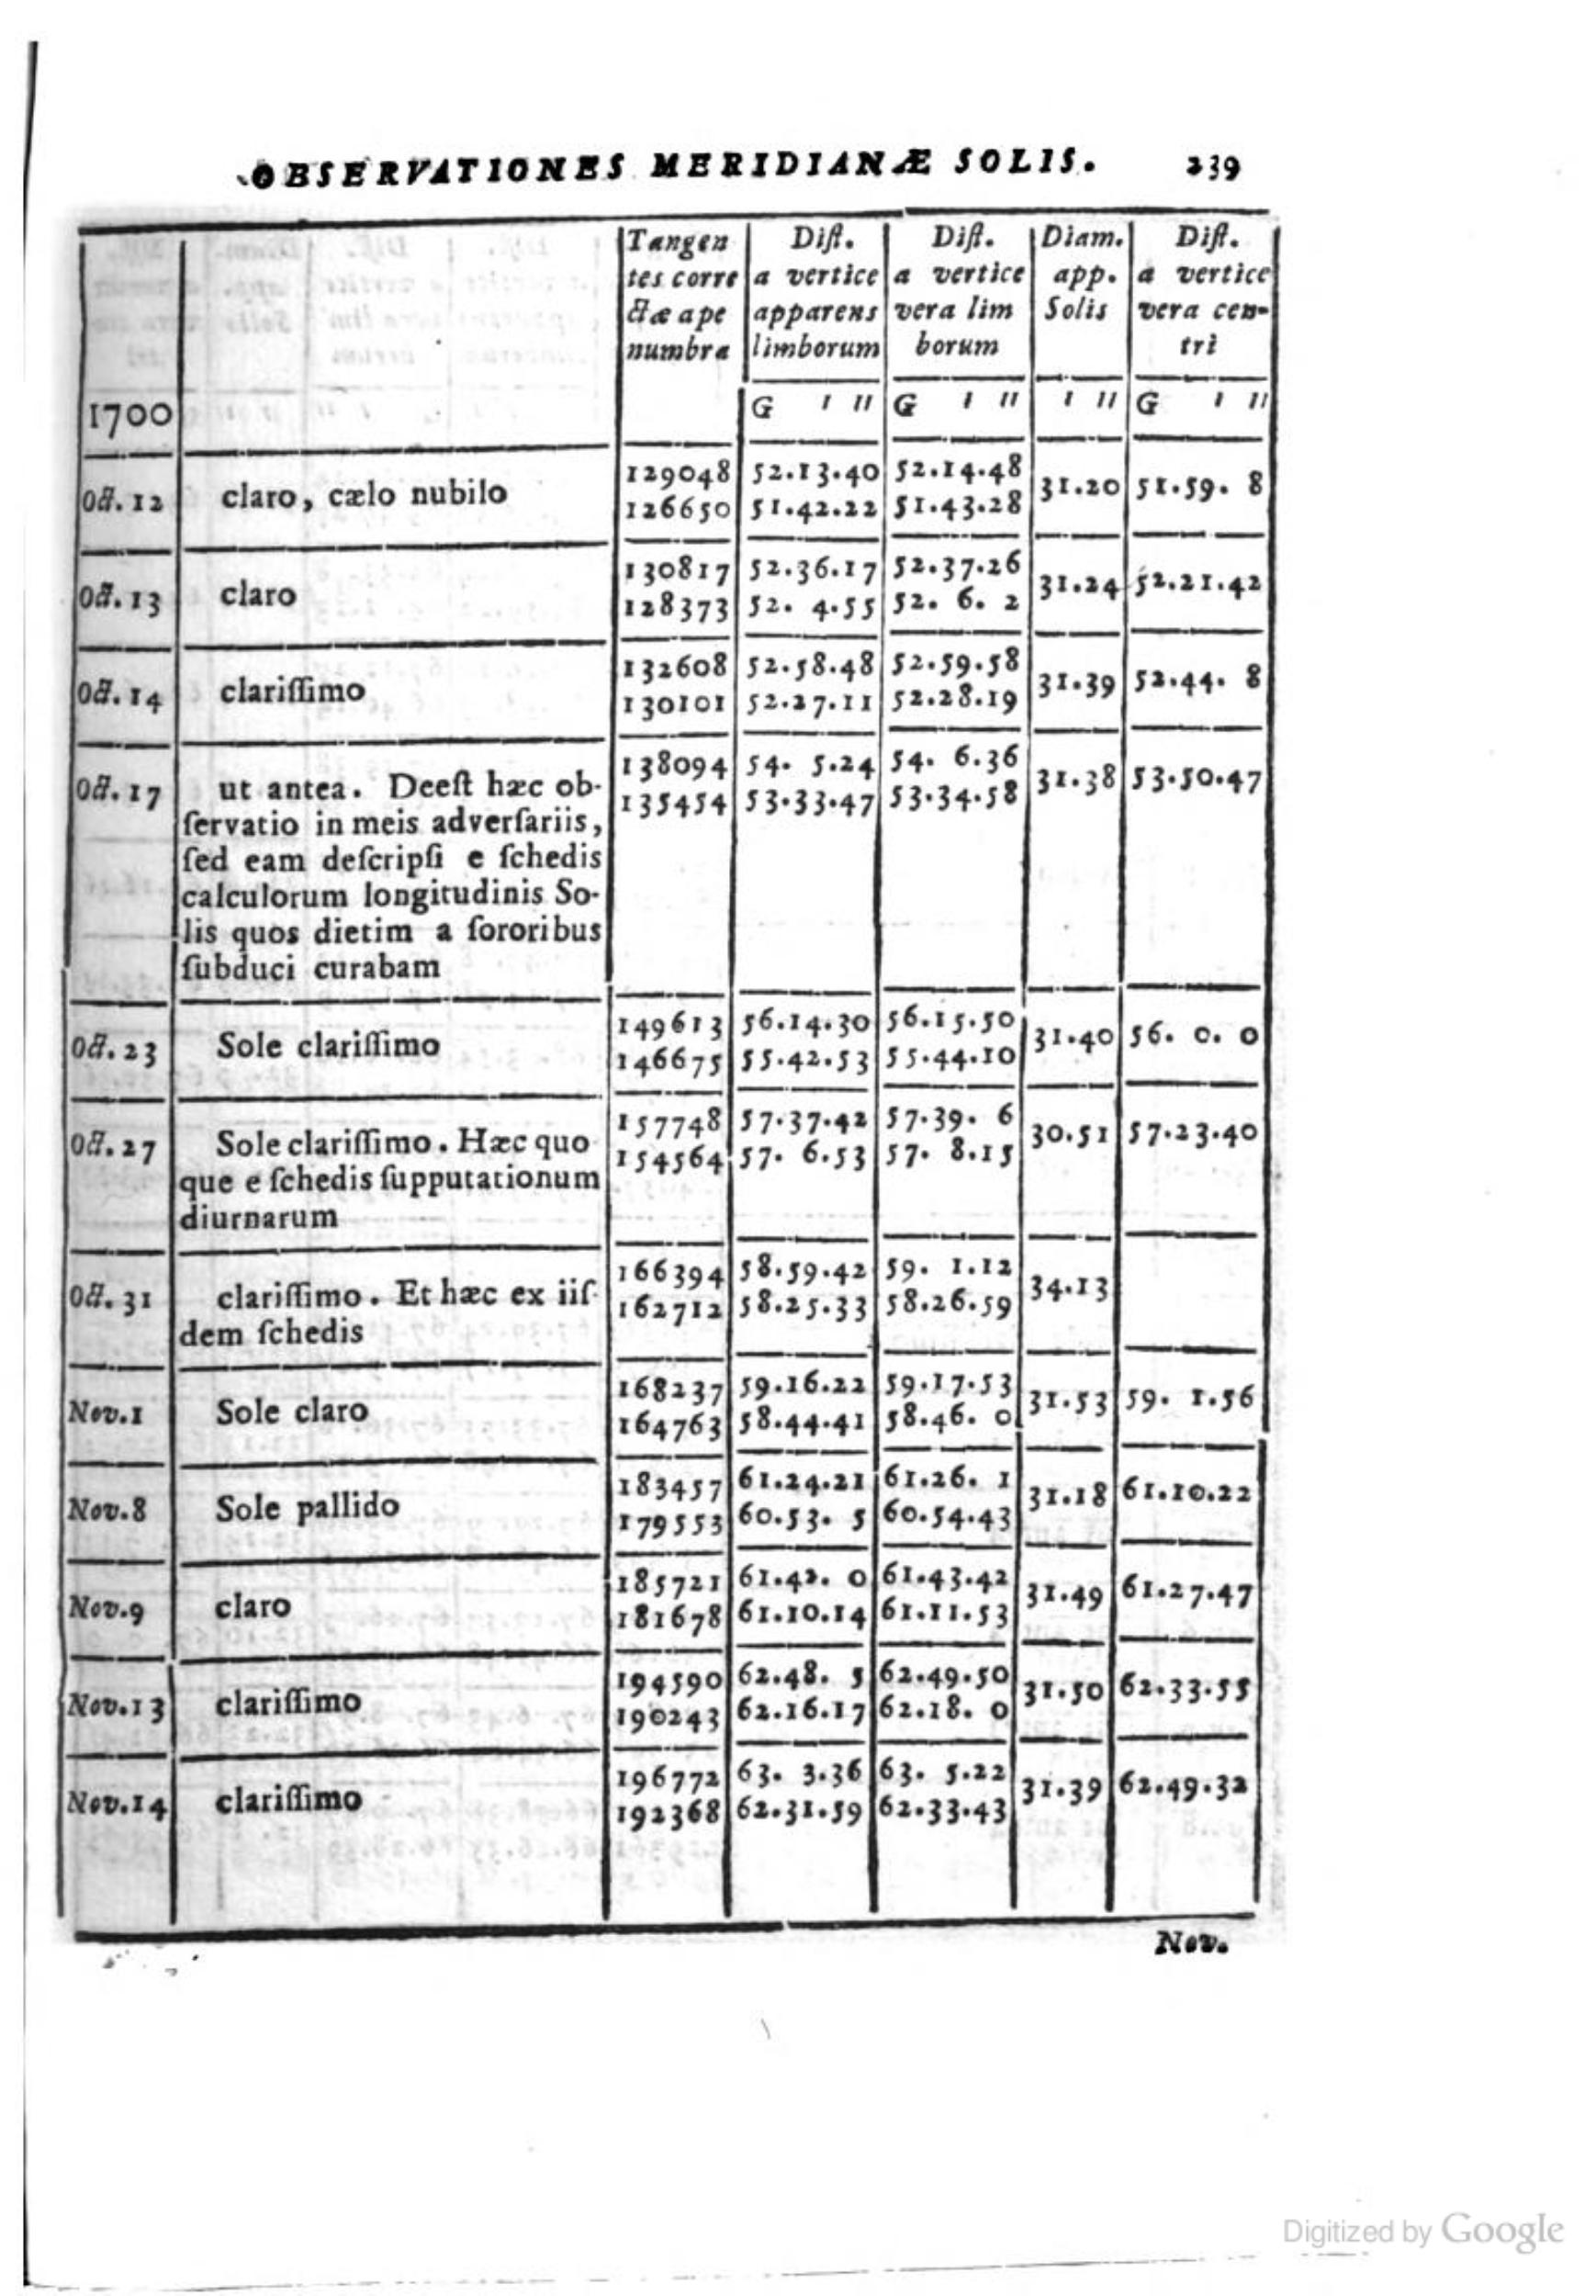 OBSERVATIONES MERIDIANÆ SOLIS. 239
Tangen Diſt. Diſt. Diam. Diſt.
tes corre a vertice a vertice app. a vertice
ctæ ape apparens vera lim Solis vera cen-
numbra limborum borum tri
1700 G ' '' G ' '' ' '' G ' ''
129048 52.13.40 52.14.48
Oct. 12 claro, cælo nubilo 31.20 51.59. 8
126650 51.42.22 51.43.28
130817 52.36.17 52.37.26
Oct. 13 claro 31.24 52.21.42
128373 52. 4.55 52. 6. 2
132608 52.58.48 52.59.58
Oct. 14 clariſſimo 31.39 52.44. 8
130101 52.27.11 52.28.19
138094 54. 5.24 54. 6.36
Oct. 17 ut antea. Deeſt hæc ob- 31.38 53.50.47
135454 53.33.47 53.34.58
ſervatio in meis adverſariis,
ſed eam deſcripſi e ſchedis
calculorum longitudinis So-
lis quos dietim a ſororibus
ſubduci curabam
149613 56.14.30 56.15.50
Oct. 23 Sole clariſſimo 31.40 56. 0. 0
146675 55.42.53 55.44.10
157748 57.37.42 57.39. 6
Oct. 27 Sole clariſſimo. Hæc quo 30.51 57.23.40
154564 57. 6.53 57. 8.15
que e ſchedis ſupputationum
diurnarum
166394 58.59.42 59. 1.12
Oct. 31 clariſſimo. Et hæc ex iiſ- 34.13
162712 58.25.33 58.26.59
dem ſchedis
168237 59.16.22 59.17.53
Nov.1 Sole claro 31.53 59. 1.56
164763 58.44.41 58.46. 0
183457 61.24.21 61.26. 1
Nov.8 Sole pallido 31.18 61.10.22
179553 60.53. 5 60.54.43
185721 61.42. 0 61.43.42
Nov.9 claro 31.49 61.27.47
181678 61.10.14 61.11.53
194590 62.48. 5 62.49.50
Nov.13 clariſſimo 31.50 62.33.55
190243 62.16.17 62.18. 0
196772 63. 3.36 63. 5.22
Nov.14 clariſſimo 31.39 62.49.32
192368 62.31.59 62.33.43
Nov.
Digitized by Google